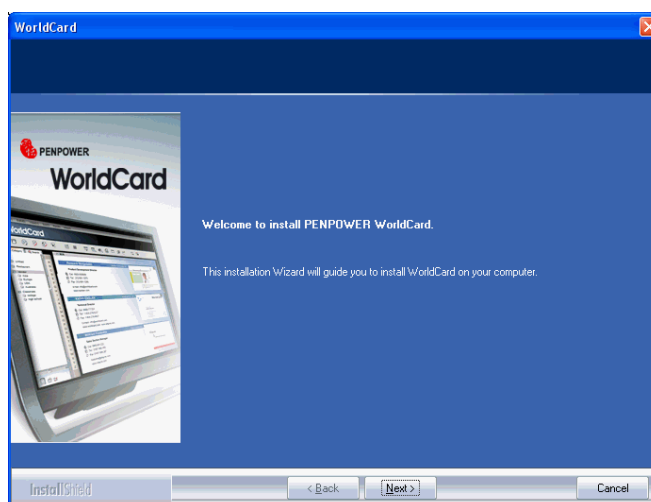 WorldCard
PENPOWER
WorldCard
WorldCard
Welcome to install PENPOWER WorldCard.
This installation Wizard will guide you to install WorldCard on your computer.
InstallShield
< Back
Next >
Cancel